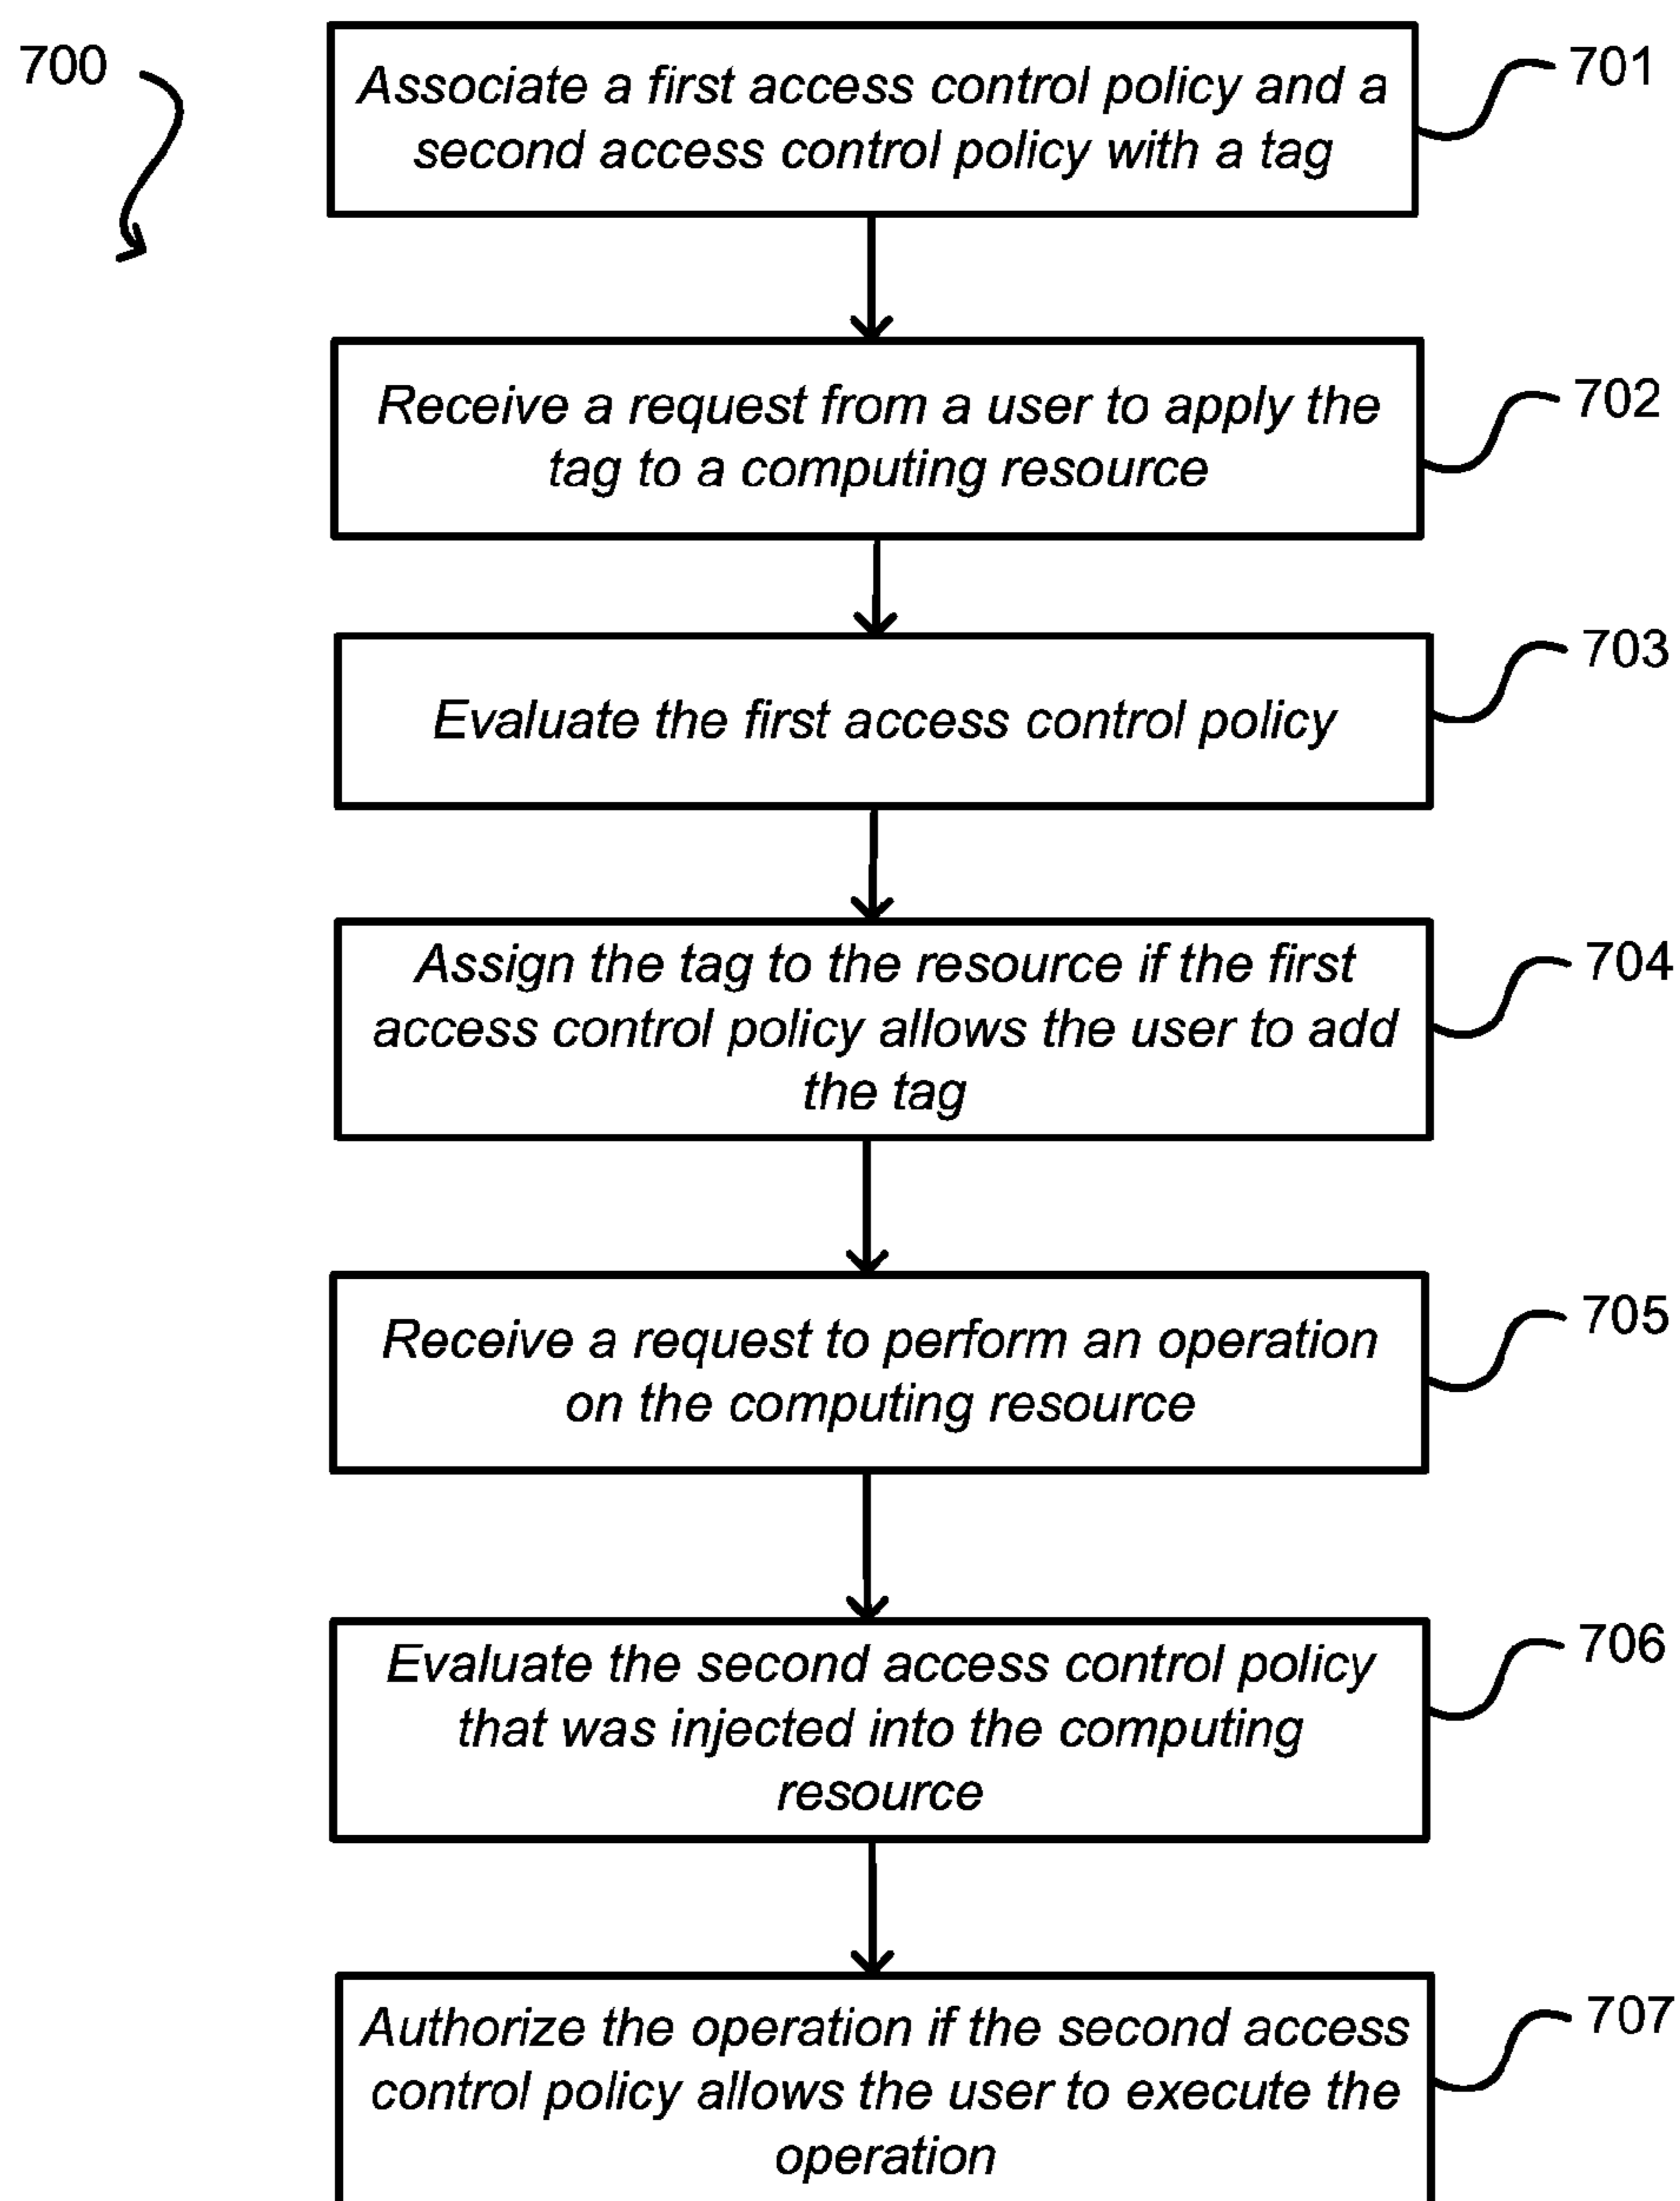 700
Associate a first access control policy and a
second access control policy with a tag
701
Receive a request from a user to apply the
tag to a computing resource
702
Evaluate the first access control policy
703
Assign the tag to the resource if the first
access control policy allows the user to add
the tag
704
Receive a request to perform an operation
on the computing resource
705
Evaluate the second access control policy
that was injected into the computing
resource
706
Authorize the operation if the second access
control policy allows the user to execute the
operation
707